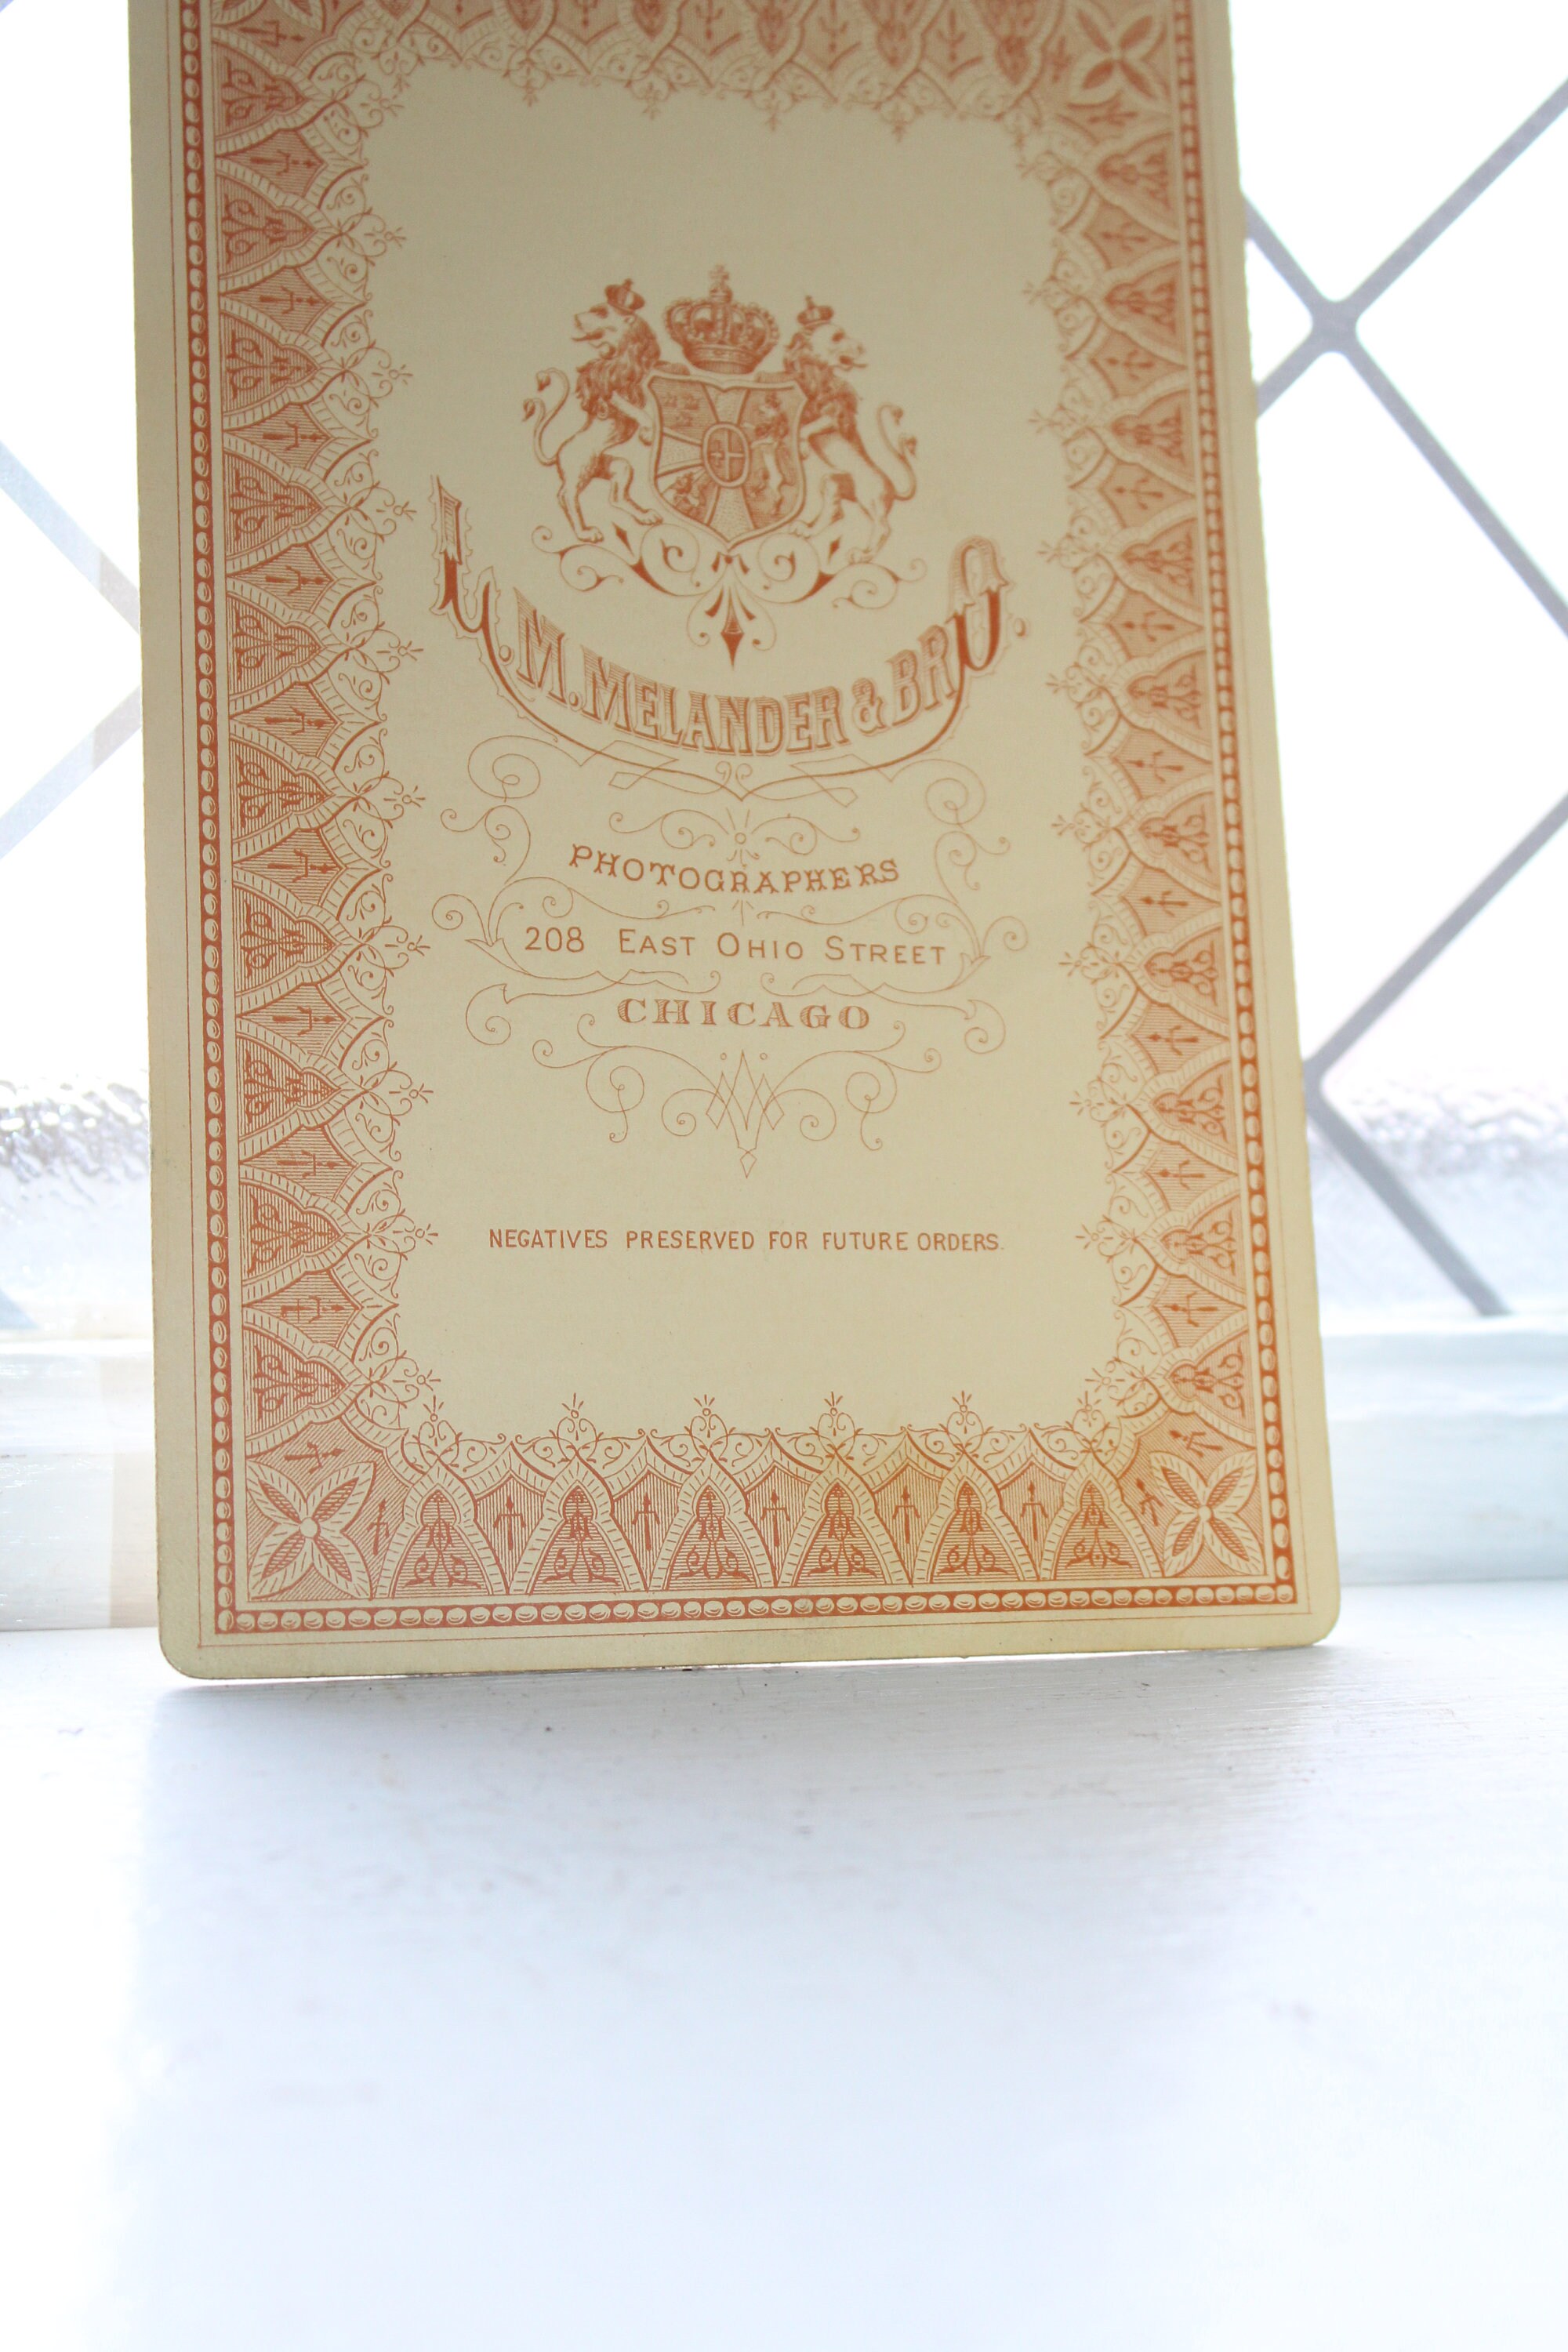 L. M. MELANDER & BRO.
PHOTOGRAPHERS
208 EAST OHIO STREET
CHICAGO
NEGATIVES PRESERVED FOR FUTURE ORDERS.